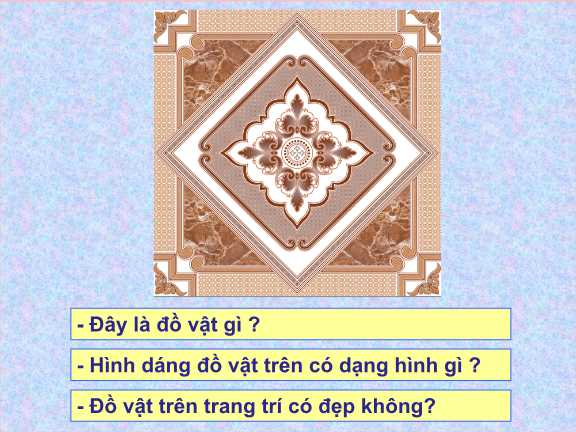 - Đây là đồ vật gì ?
- Hình dáng đồ vật trên có dạng hình gì ?
- Đồ vật trên trang trí có đẹp không?